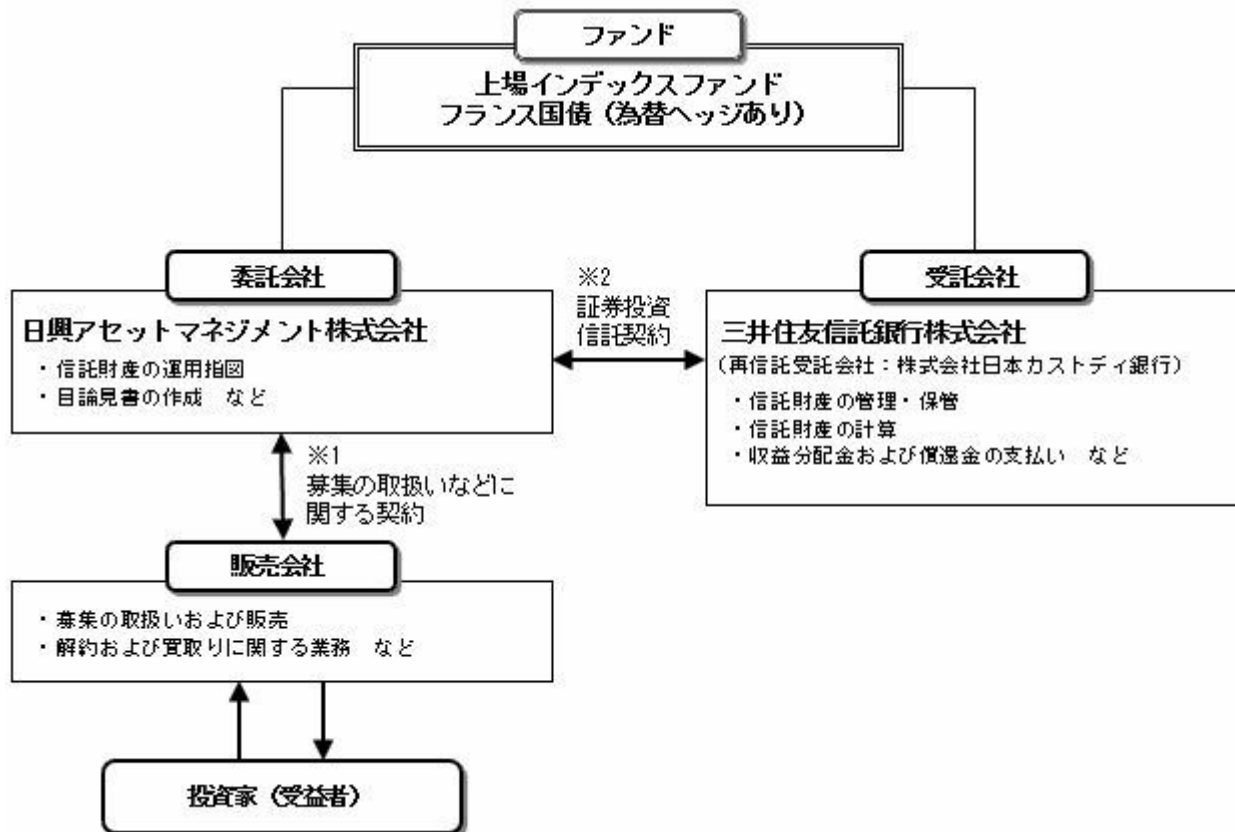 ファンド
上場インデックスファンド
フランス国債（為替ヘッジあり）
委託会社
日興アセットマネジメント株式会社
・信託財産の運用指図
・目論見書の作成　など
※2
証券投資
信託契約
受託会社
三井住友信託銀行株式会社
（再信託受託会社：株式会社日本カストディ銀行）
・信託財産の管理・保管
・信託財産の計算
・収益分配金および償還金の支払い　など
※1
募集の取扱いなどに
関する契約
販売会社
・募集の取扱いおよび販売
・解約および買取りに関する業務　など
投資家（受益者）